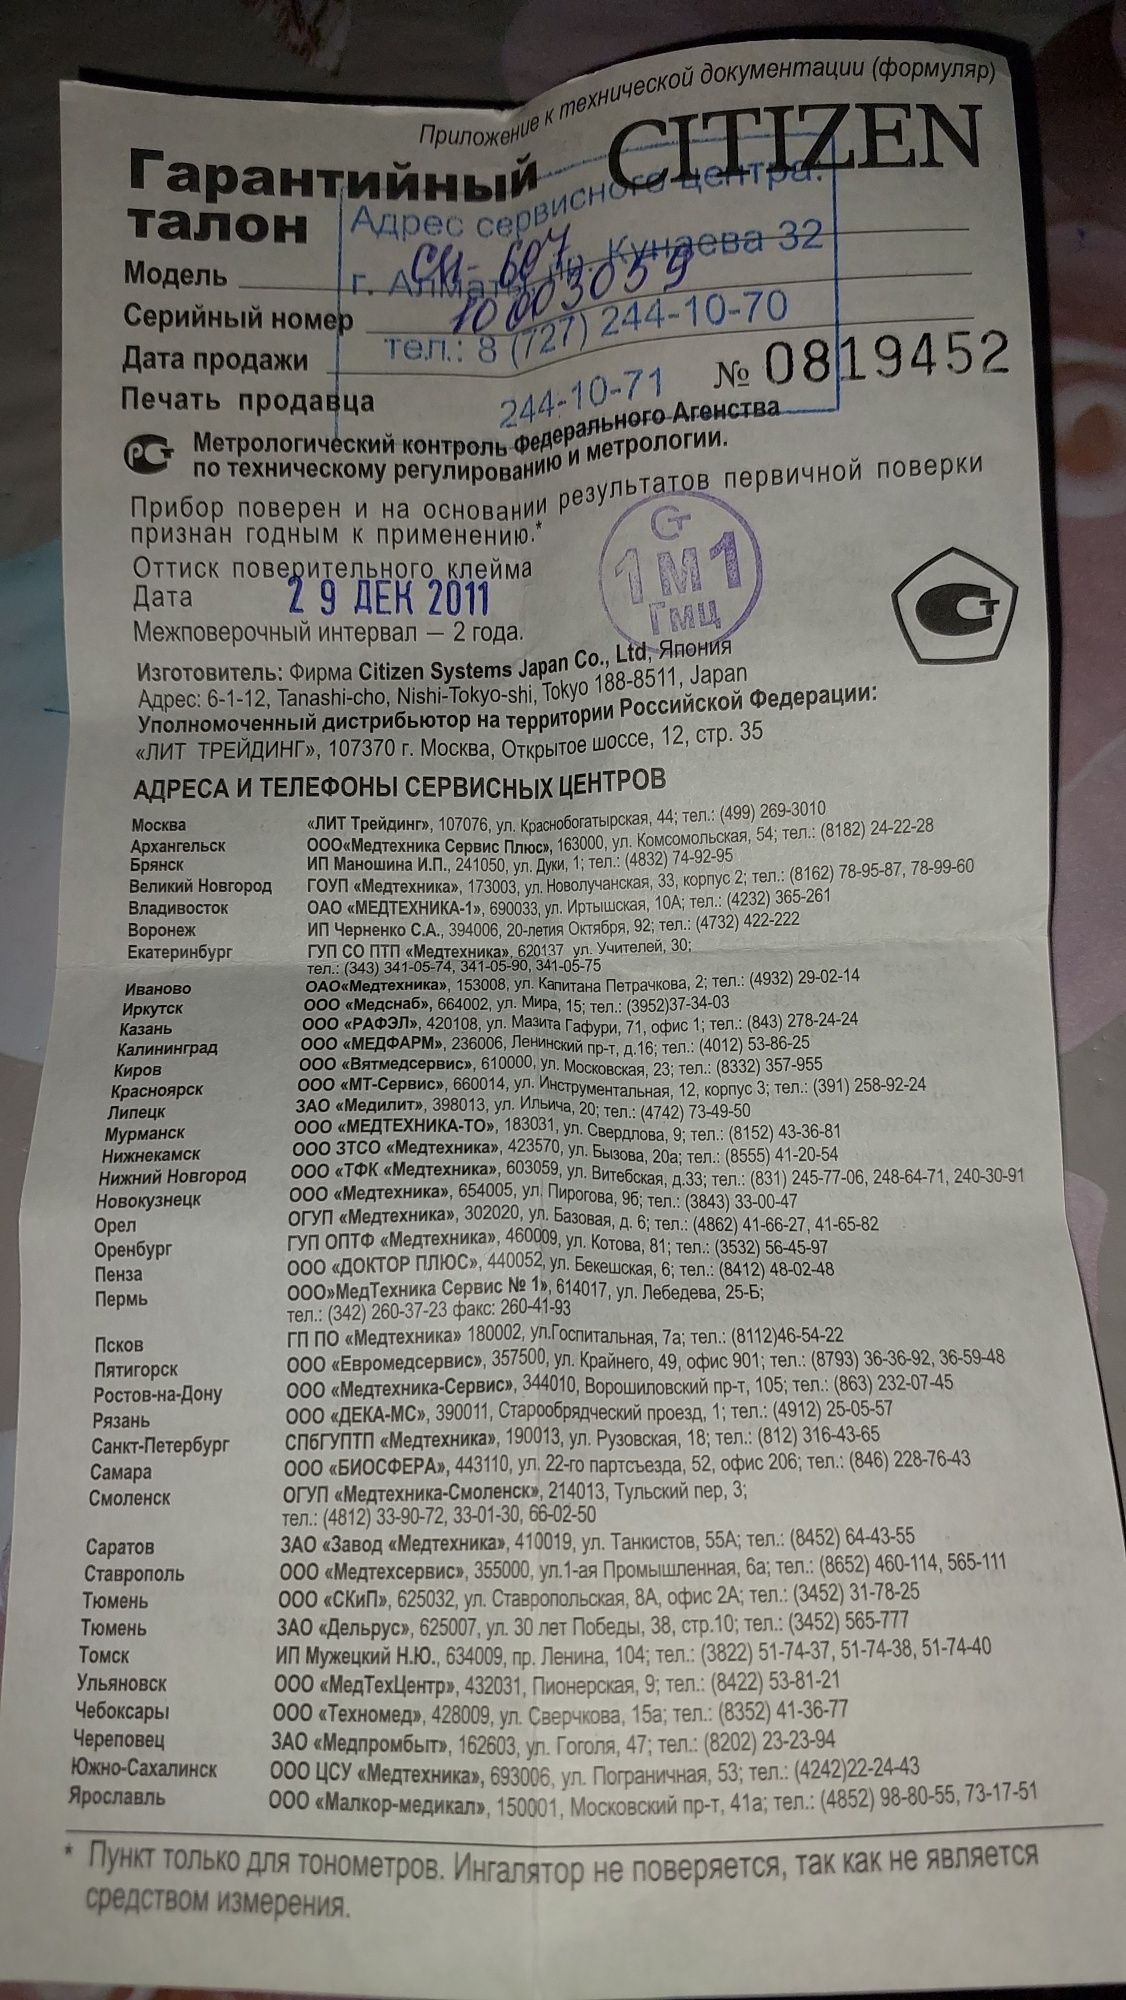 Приложение к технической документации (формуляр)
Гарантийный
талон
CITIZEN
Адрес сервисного центра:
г. Алматы пр. Кунаева 32
тел.: 8 (727) 244-10-70
244-10-71
Модель CH-607
Серийный номер 10003059
Дата продажи
№ 0819452
Печать продавца
РСТ Метрологический контроль Федерального Агенства
по техническому регулированию и метрологии.
Прибор поверен и на основании результатов первичной поверки
признан годным к применению.*
Оттиск поверительного клейма
1М1
ГМЦ
Дата 29 ДЕК 2011
Межповерочный интервал — 2 года.
Изготовитель: Фирма Citizen Systems Japan Co., Ltd, Япония
Адрес: 6-1-12, Tanashi-cho, Nishi-Tokyo-shi, Tokyo 188-8511, Japan
Уполномоченный дистрибьютор на территории Российской Федерации:
«ЛИТ ТРЕЙДИНГ», 107370 г. Москва, Открытое шоссе, 12, стр. 35
АДРЕСА И ТЕЛЕФОНЫ СЕРВИСНЫХ ЦЕНТРОВ
Москва «ЛИТ Трейдинг», 107076, ул. Краснобогатырская, 44; тел.: (499) 269-3010
Архангельск ООО«Медтехника Сервис Плюс», 163000, ул. Комсомольская, 54; тел.: (8182) 24-22-28
Брянск ИП Маношина И.П., 241050, ул. Дуки, 1; тел.: (4832) 74-92-95
Великий Новгород ГОУП «Медтехника», 173003, ул. Новолучанская, 33, корпус 2; тел.: (8162) 78-95-87, 78-99-60
Владивосток ОАО «МЕДТЕХНИКА-1», 690033, ул. Иртышская, 10А; тел.: (4232) 365-261
Воронеж ИП Черненко С.А., 394006, 20-летия Октября, 92; тел.: (4732) 422-222
Екатеринбург ГУП СО ПТП «Медтехника», 620137 ул. Учителей, 30;
тел.: (343) 341-05-74, 341-05-90, 341-05-75
Иваново ОАО«Медтехника», 153008, ул. Капитана Петрачкова, 2; тел.: (4932) 29-02-14
Иркутск ООО «Медснаб», 664002, ул. Мира, 15; тел.: (3952)37-34-03
Казань ООО «РАФЭЛ», 420108, ул. Мазита Гафури, 71, офис 1; тел.: (843) 278-24-24
Калининград ООО «МЕДФАРМ», 236006, Ленинский пр-т, д.16; тел.: (4012) 53-86-25
Киров ООО «Вятмедсервис», 610000, ул. Московская, 23; тел.: (8332) 357-955
Красноярск ООО «МТ-Сервис», 660014, ул. Инструментальная, 12, корпус 3; тел.: (391) 258-92-24
Липецк ЗАО «Медилит», 398013, ул. Ильича, 20; тел.: (4742) 73-49-50
Мурманск ООО «МЕДТЕХНИКА-ТО», 183031, ул. Свердлова, 9; тел.: (8152) 43-36-81
Нижнекамск ООО ЗТСО «Медтехника», 423570, ул. Бызова, 20а; тел.: (8555) 41-20-54
Нижний Новгород ООО «ТФК «Медтехника», 603059, ул. Витебская, д.33; тел.: (831) 245-77-06, 248-64-71, 240-30-91
Новокузнецк ООО «Медтехника», 654005, ул. Пирогова, 9б; тел.: (3843) 33-00-47
Орел ОГУП «Медтехника», 302020, ул. Базовая, д. 6; тел.: (4862) 41-66-27, 41-65-82
Оренбург ГУП ОПТФ «Медтехника», 460009, ул. Котова, 81; тел.: (3532) 56-45-97
Пенза ООО «ДОКТОР ПЛЮС», 440052, ул. Бекешская, 6; тел.: (8412) 48-02-48
Пермь ООО»МедТехника Сервис № 1», 614017, ул. Лебедева, 25-Б;
тел.: (342) 260-37-23 факс: 260-41-93
Псков ГП ПО «Медтехника» 180002, ул.Госпитальная, 7а; тел.: (8112)46-54-22
Пятигорск ООО «Евромедсервис», 357500, ул. Крайнего, 49, офис 901; тел.: (8793) 36-36-92, 36-59-48
Ростов-на-Дону ООО «Медтехника-Сервис», 344010, Ворошиловский пр-т, 105; тел.: (863) 232-07-45
Рязань ООО «ДЕКА-МС», 390011, Старообрядческий проезд, 1; тел.: (4912) 25-05-57
Санкт-Петербург СПбГУПТП «Медтехника», 190013, ул. Рузовская, 18; тел.: (812) 316-43-65
Самара ООО «БИОСФЕРА», 443110, ул. 22-го партсъезда, 52, офис 206; тел.: (846) 228-76-43
Смоленск ОГУП «Медтехника-Смоленск», 214013, Тульский пер, 3;
тел.: (4812) 33-90-72, 33-01-30, 66-02-50
Саратов ЗАО «Завод «Медтехника», 410019, ул. Танкистов, 55А; тел.: (8452) 64-43-55
Ставрополь ООО «Медтехсервис», 355000, ул.1-ая Промышленная, 6а; тел.: (8652) 460-114, 565-111
Тюмень ООО «СКиП», 625032, ул. Ставропольская, 8А, офис 2А; тел.: (3452) 31-78-25
Тюмень ЗАО «Дельрус», 625007, ул. 30 лет Победы, 38, стр.10; тел.: (3452) 565-777
Томск ИП Мужецкий Н.Ю., 634009, пр. Ленина, 104; тел.: (3822) 51-74-37, 51-74-38, 51-74-40
Ульяновск ООО «МедТехЦентр», 432031, Пионерская, 9; тел.: (8422) 53-81-21
Чебоксары ООО «Техномед», 428009, ул. Сверчкова, 15а; тел.: (8352) 41-36-77
Череповец ЗАО «Медпромбыт», 162603, ул. Гоголя, 47; тел.: (8202) 23-23-94
Южно-Сахалинск ООО ЦСУ «Медтехника», 693006, ул. Пограничная, 53; тел.: (4242)22-24-43
Ярославль ООО «Малкор-медикал», 150001, Московский пр-т, 41а; тел.: (4852) 98-80-55, 73-17-51
* Пункт только для тонометров. Ингалятор не поверяется, так как не является
средством измерения.